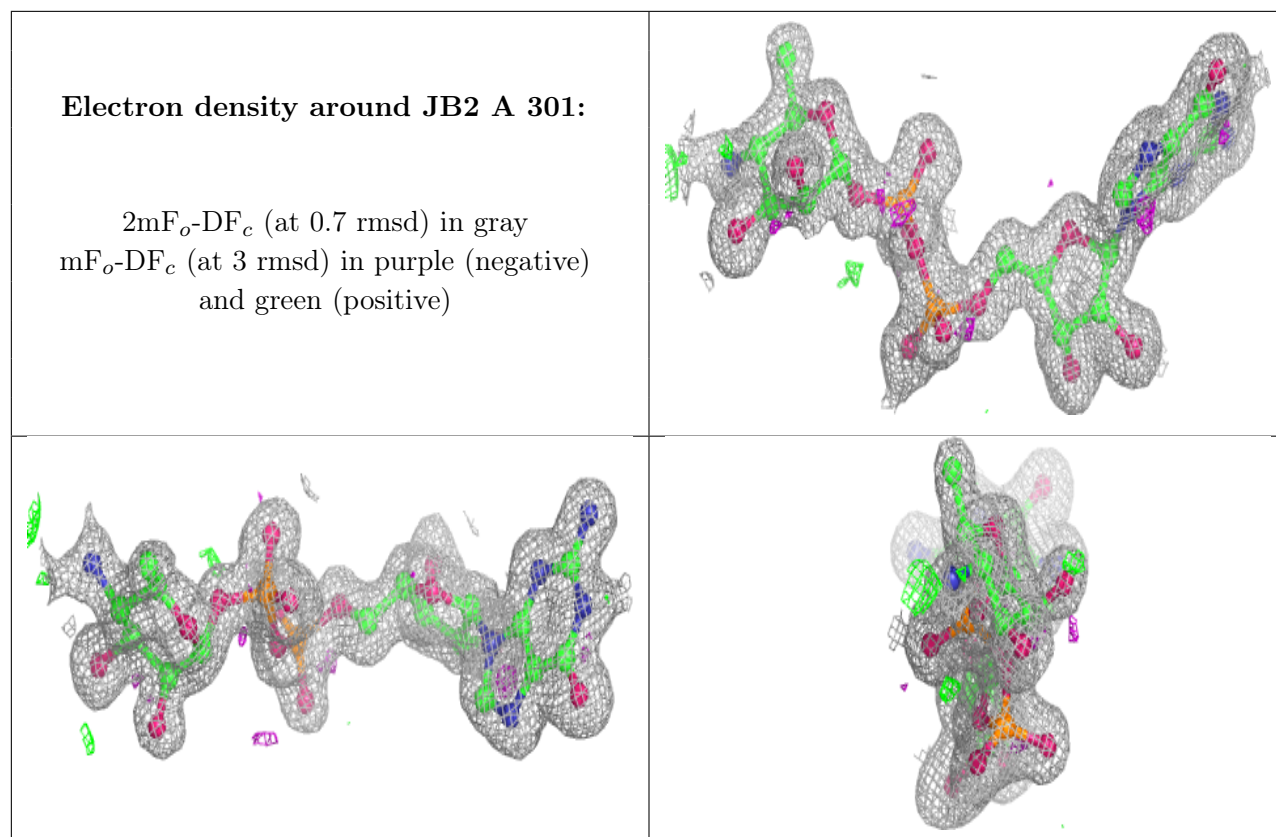 Electron density around JB2 A 301:
2mFo-DFc (at 0.7 rmsd) in gray
mFo-DFc (at 3 rmsd) in purple (negative)
and green (positive)